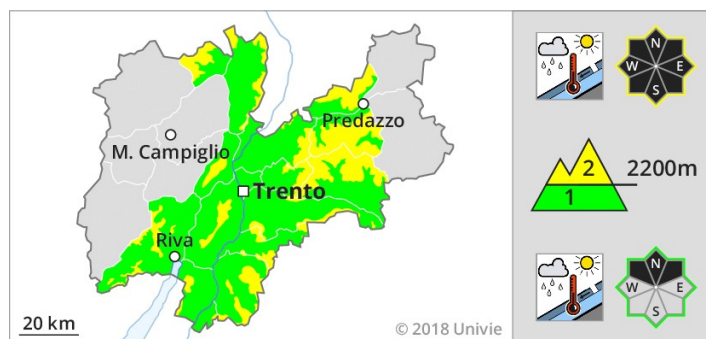 Predazzo
M. Campiglio
Trento
Riva
20 km
© 2018 Univie
N
W E
S
2 2200m
1
N
W E
S